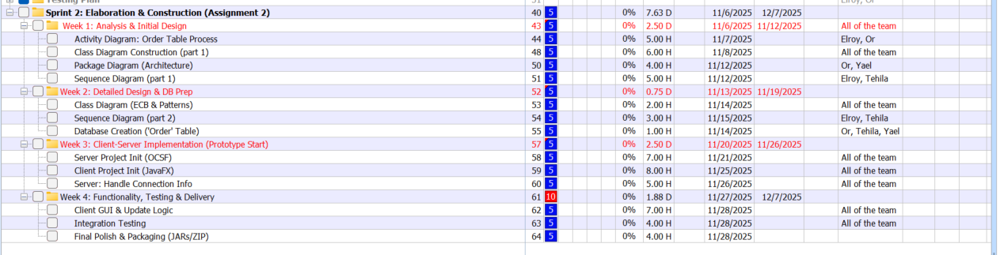 Testing Plan 51 Elroy, Or
Sprint 2: Elaboration & Construction (Assignment 2) 40 5 0% 7.63 D 11/6/2025 12/7/2025
Week 1: Analysis & Initial Design 43 5 0% 2.50 D 11/6/2025 11/12/2025 All of the team
Activity Diagram: Order Table Process 44 5 0% 5.00 H 11/7/2025 Elroy, Or
Class Diagram Construction (part 1) 48 5 0% 6.00 H 11/8/2025 All of the team
Package Diagram (Architecture) 50 5 0% 4.00 H 11/12/2025 Or, Yael
Sequence Diagram (part 1) 51 5 0% 5.00 H 11/12/2025 Elroy, Tehila
Week 2: Detailed Design & DB Prep 52 5 0% 0.75 D 11/13/2025 11/19/2025
Class Diagram (ECB & Patterns) 53 5 0% 2.00 H 11/14/2025 All of the team
Sequence Diagram (part 2) 54 5 0% 3.00 H 11/15/2025 Elroy, Tehila
Database Creation ('Order' Table) 55 5 0% 1.00 H 11/14/2025 Or, Tehila, Yael
Week 3: Client-Server Implementation (Prototype Start) 57 5 0% 2.50 D 11/20/2025 11/26/2025
Server Project Init (OCSF) 58 5 0% 7.00 H 11/21/2025 All of the team
Client Project Init (JavaFX) 59 5 0% 8.00 H 11/25/2025 All of the team
Server: Handle Connection Info 60 5 0% 5.00 H 11/26/2025 All of the team
Week 4: Functionality, Testing & Delivery 61 10 0% 1.88 D 11/27/2025 12/7/2025
Client GUI & Update Logic 62 5 0% 7.00 H 11/28/2025 All of the team
Integration Testing 63 5 0% 4.00 H 11/28/2025 All of the team
Final Polish & Packaging (JARs/ZIP) 64 5 0% 4.00 H 11/28/2025